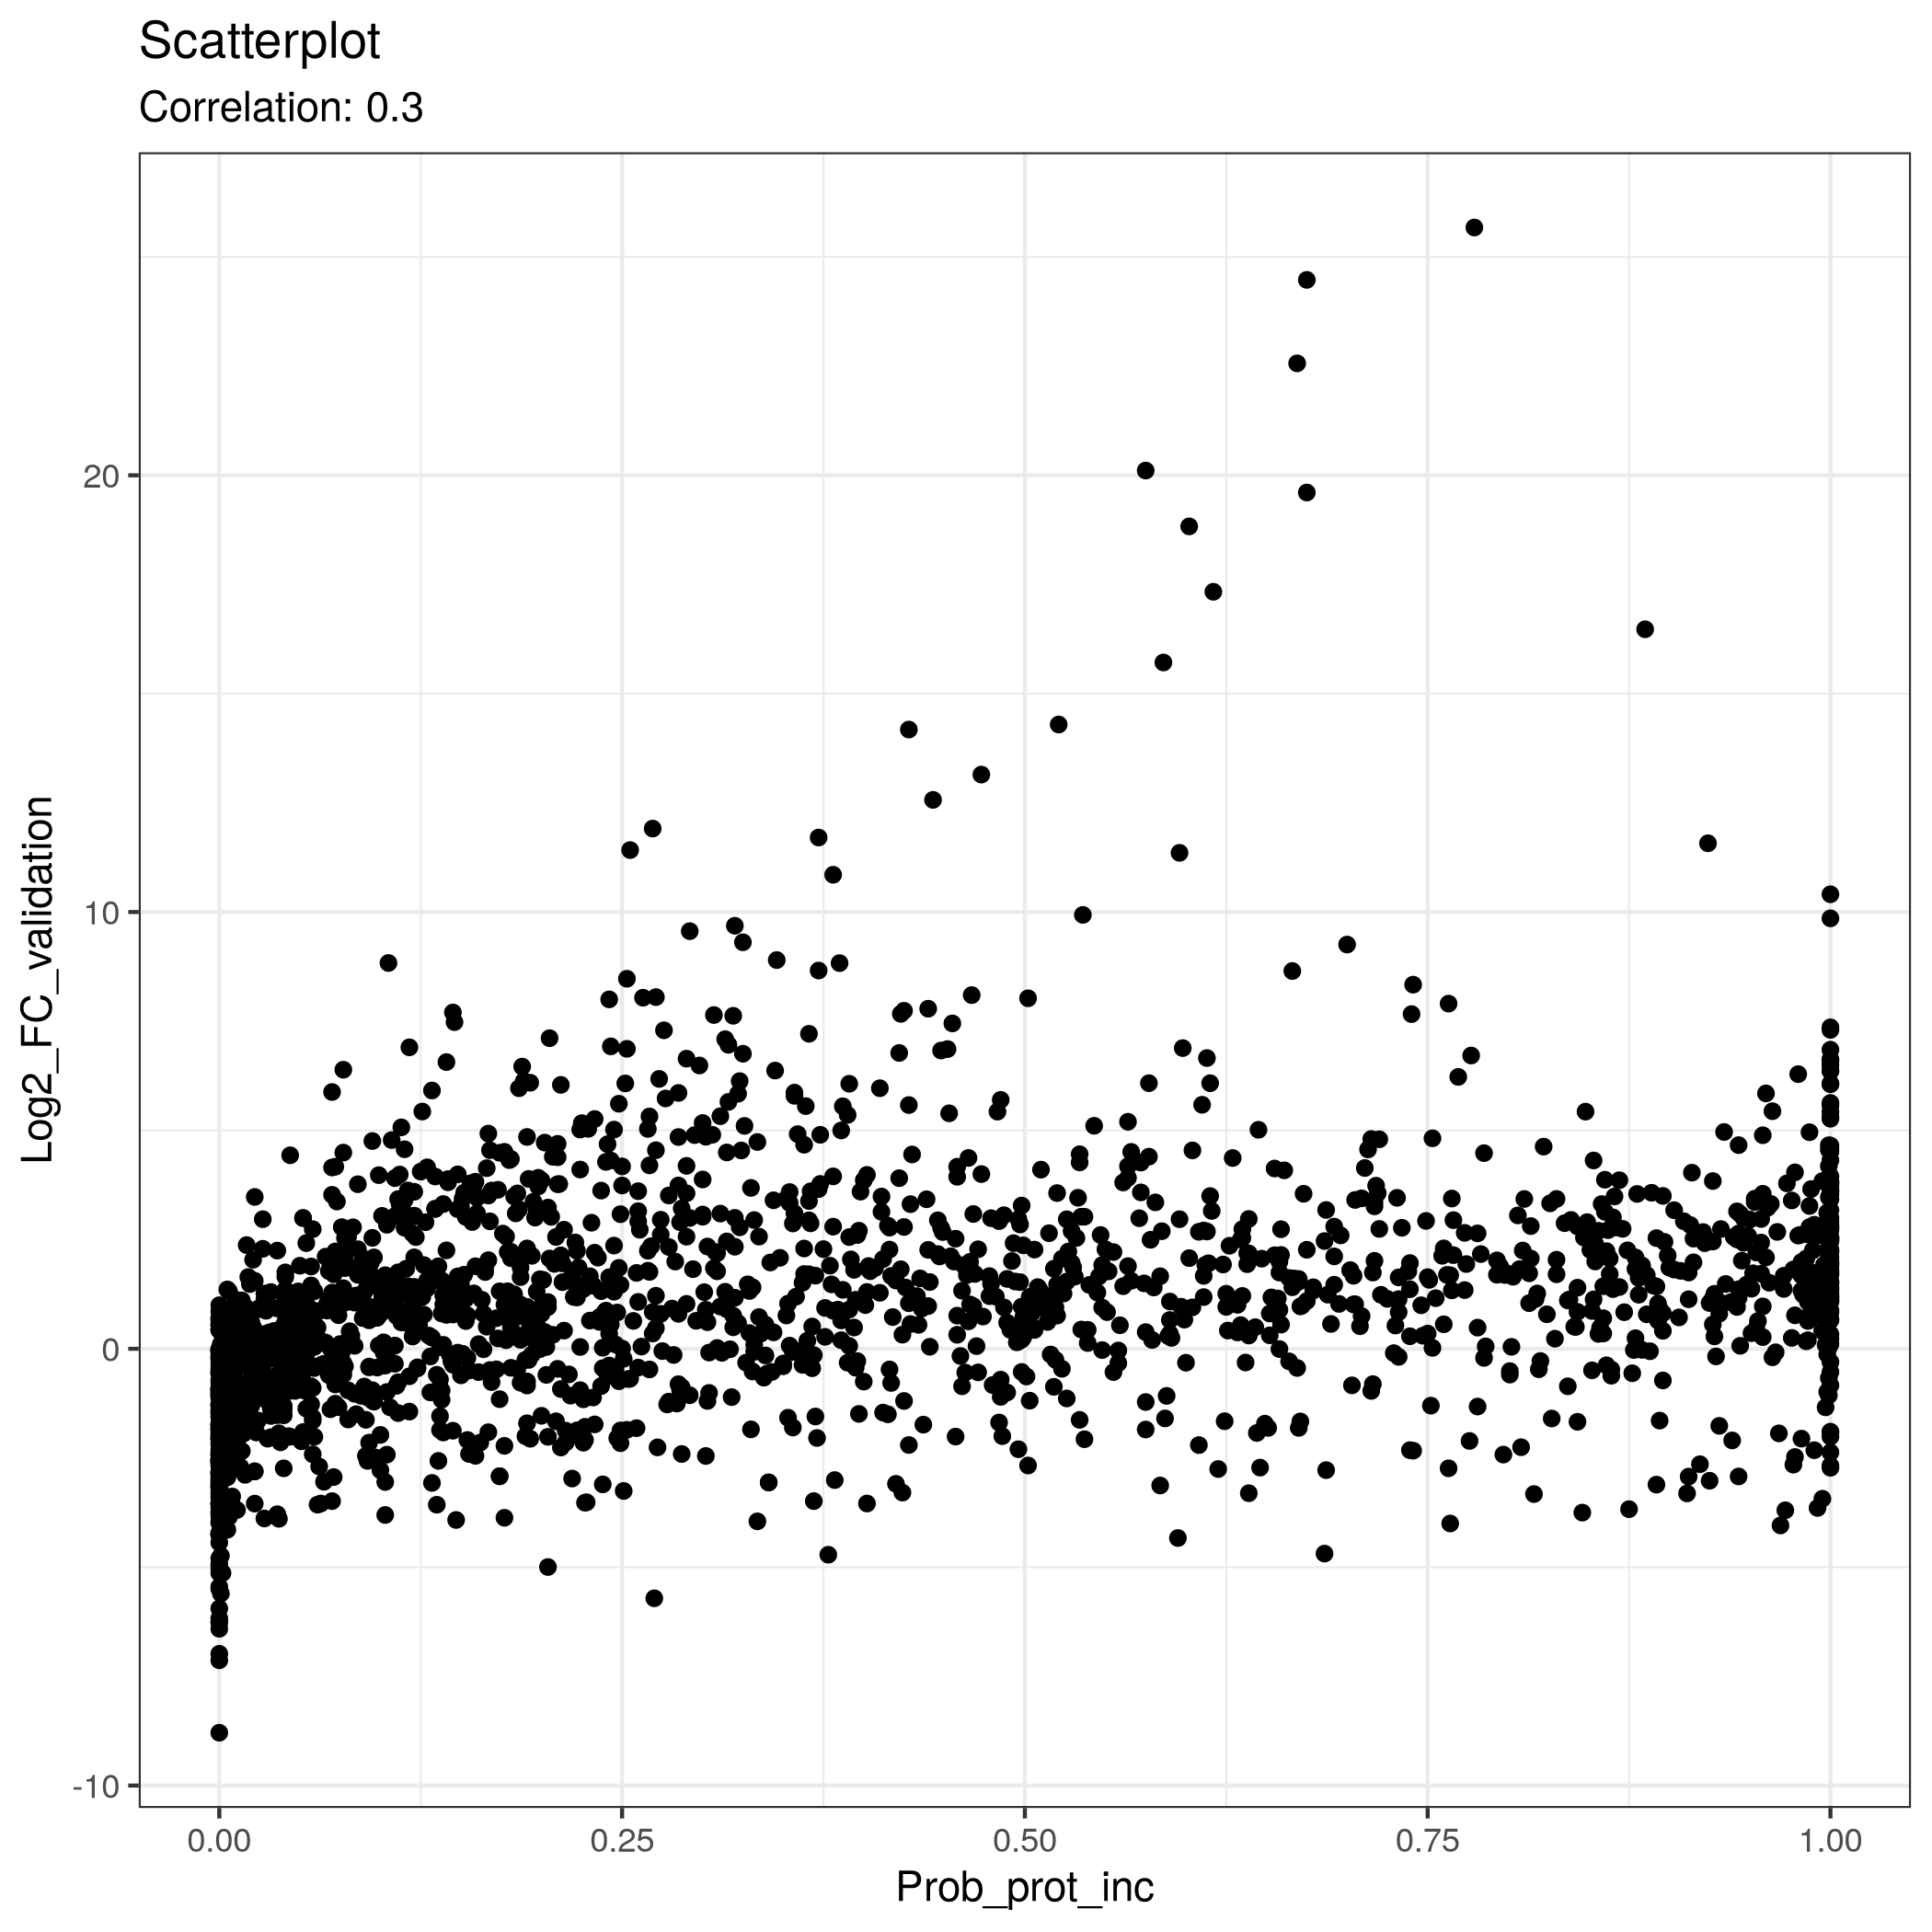 Scatterplot
Correlation: 0.3
Log2_FC_validation
20
10
0
-10
0.00 0.25 0.50 0.75 1.00
Prob_prot_inc